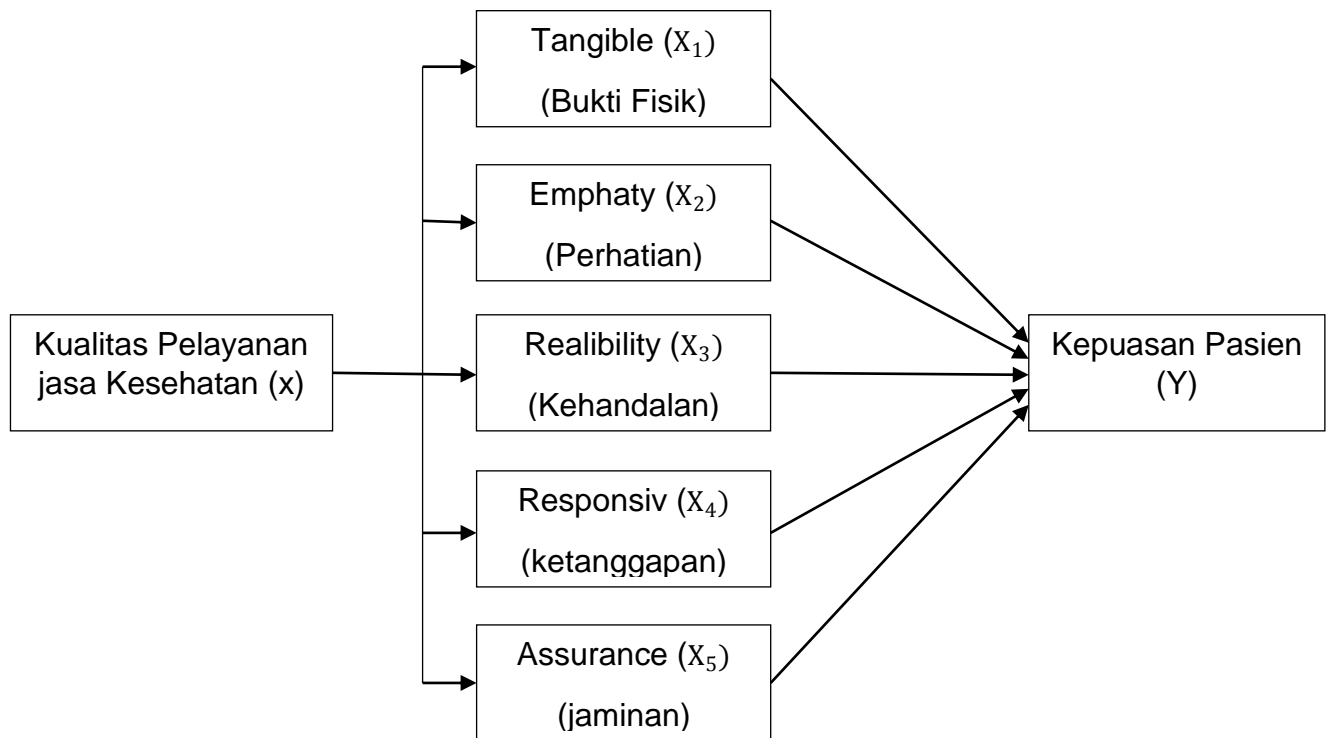 Tangible (X₁)
(Bukti Fisik)
Emphaty (X₂)
(Perhatian)
Kualitas Pelayanan
jasa Kesehatan (x)
Realibility (X₃)
(Kehandalan)
Kepuasan Pasien
(Y)
Responsiv (X₄)
(ketanggapan)
Assurance (X₅)
(jaminan)